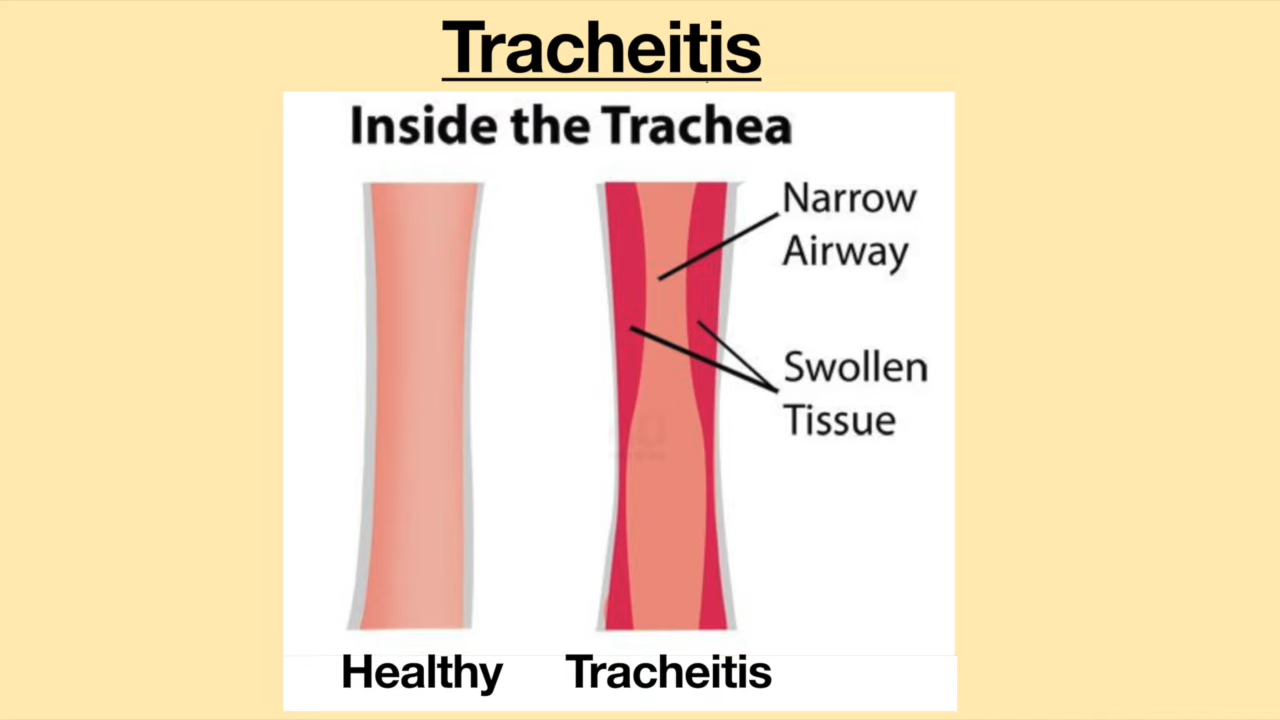 Tracheitis
Inside the Trachea
Narrow
Airway
Swollen
Tissue
Healthy
Tracheitis